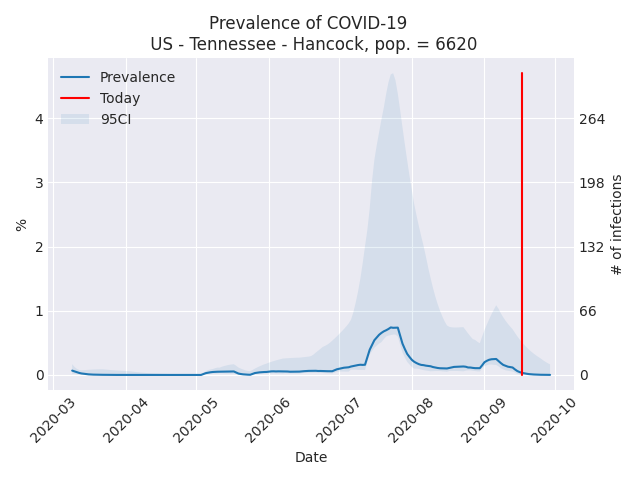 Prevalence of COVID-19
US - Tennessee - Hancock, pop. = 6620
Prevalence
Today
95CI
%
4
3
2
1
0
264
198
132
66
0
# of infections
2020-03
2020-04
2020-05
2020-06
2020-07
2020-08
2020-09
2020-10
Date